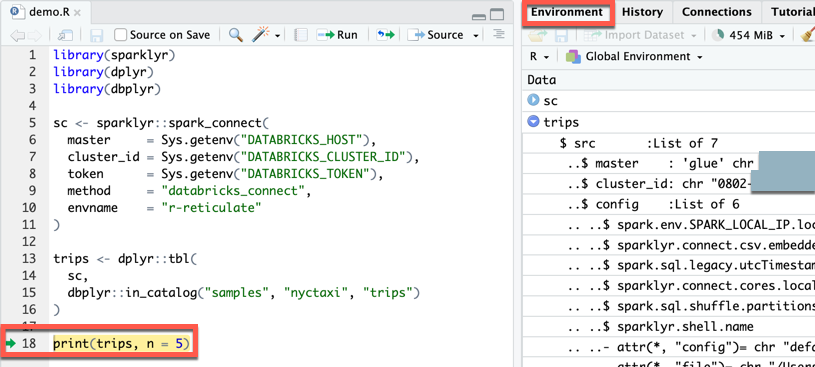 demo.R
Source on Save
Run
Source
1 library(sparklyr)
2 library(dplyr)
3 library(dbplyr)
4
5 sc <- sparklyr::spark_connect(
6 master     = Sys.getenv("DATABRICKS_HOST"),
7 cluster_id = Sys.getenv("DATABRICKS_CLUSTER_ID"),
8 token      = Sys.getenv("DATABRICKS_TOKEN"),
9 method     = "databricks_connect",
10 envname    = "r-reticulate"
11 )
12
13 trips <- dplyr::tbl(
14 sc,
15 dbplyr::in_catalog("samples", "nyctaxi", "trips")
16 )
18 print(trips, n = 5)
Environment History Connections Tutorial
Import Dataset 454 MiB
R Global Environment
Data
sc
trips
$ src :List of 7
..$ master : 'glue' chr
..$ cluster_id: chr "0802-
..$ config :List of 6
.. ..$ spark.env.SPARK_LOCAL_IP.loc
.. ..$ sparklyr.connect.csv.embedde
.. ..$ spark.sql.legacy.utcTimestam
.. ..$ sparklyr.connect.cores.local
.. ..$ spark.sql.shuffle.partitions
.. ..$ sparklyr.shell.name
.. ..- attr(*, "config")= chr "defa
attr(*, "file")= chr "/Users